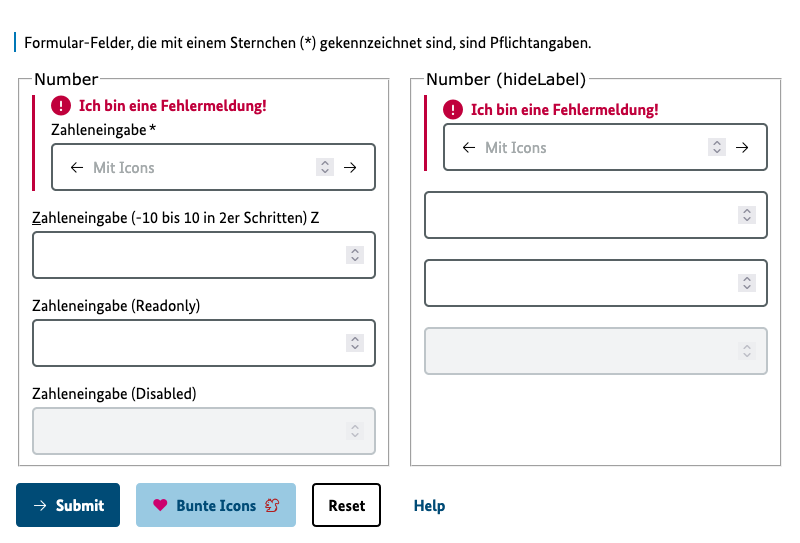 Formular-Felder, die mit einem Sternchen (*) gekennzeichnet sind, sind Pflichtangaben.
Number
Ich bin eine Fehlermeldung!
Zahleneingabe *
Mit Icons
Zahleneingabe (-10 bis 10 in 2er Schritten) Z
Zahleneingabe (Readonly)
Zahleneingabe (Disabled)
Number (hideLabel)
Ich bin eine Fehlermeldung!
Mit Icons
Submit
Bunte Icons
Reset
Help